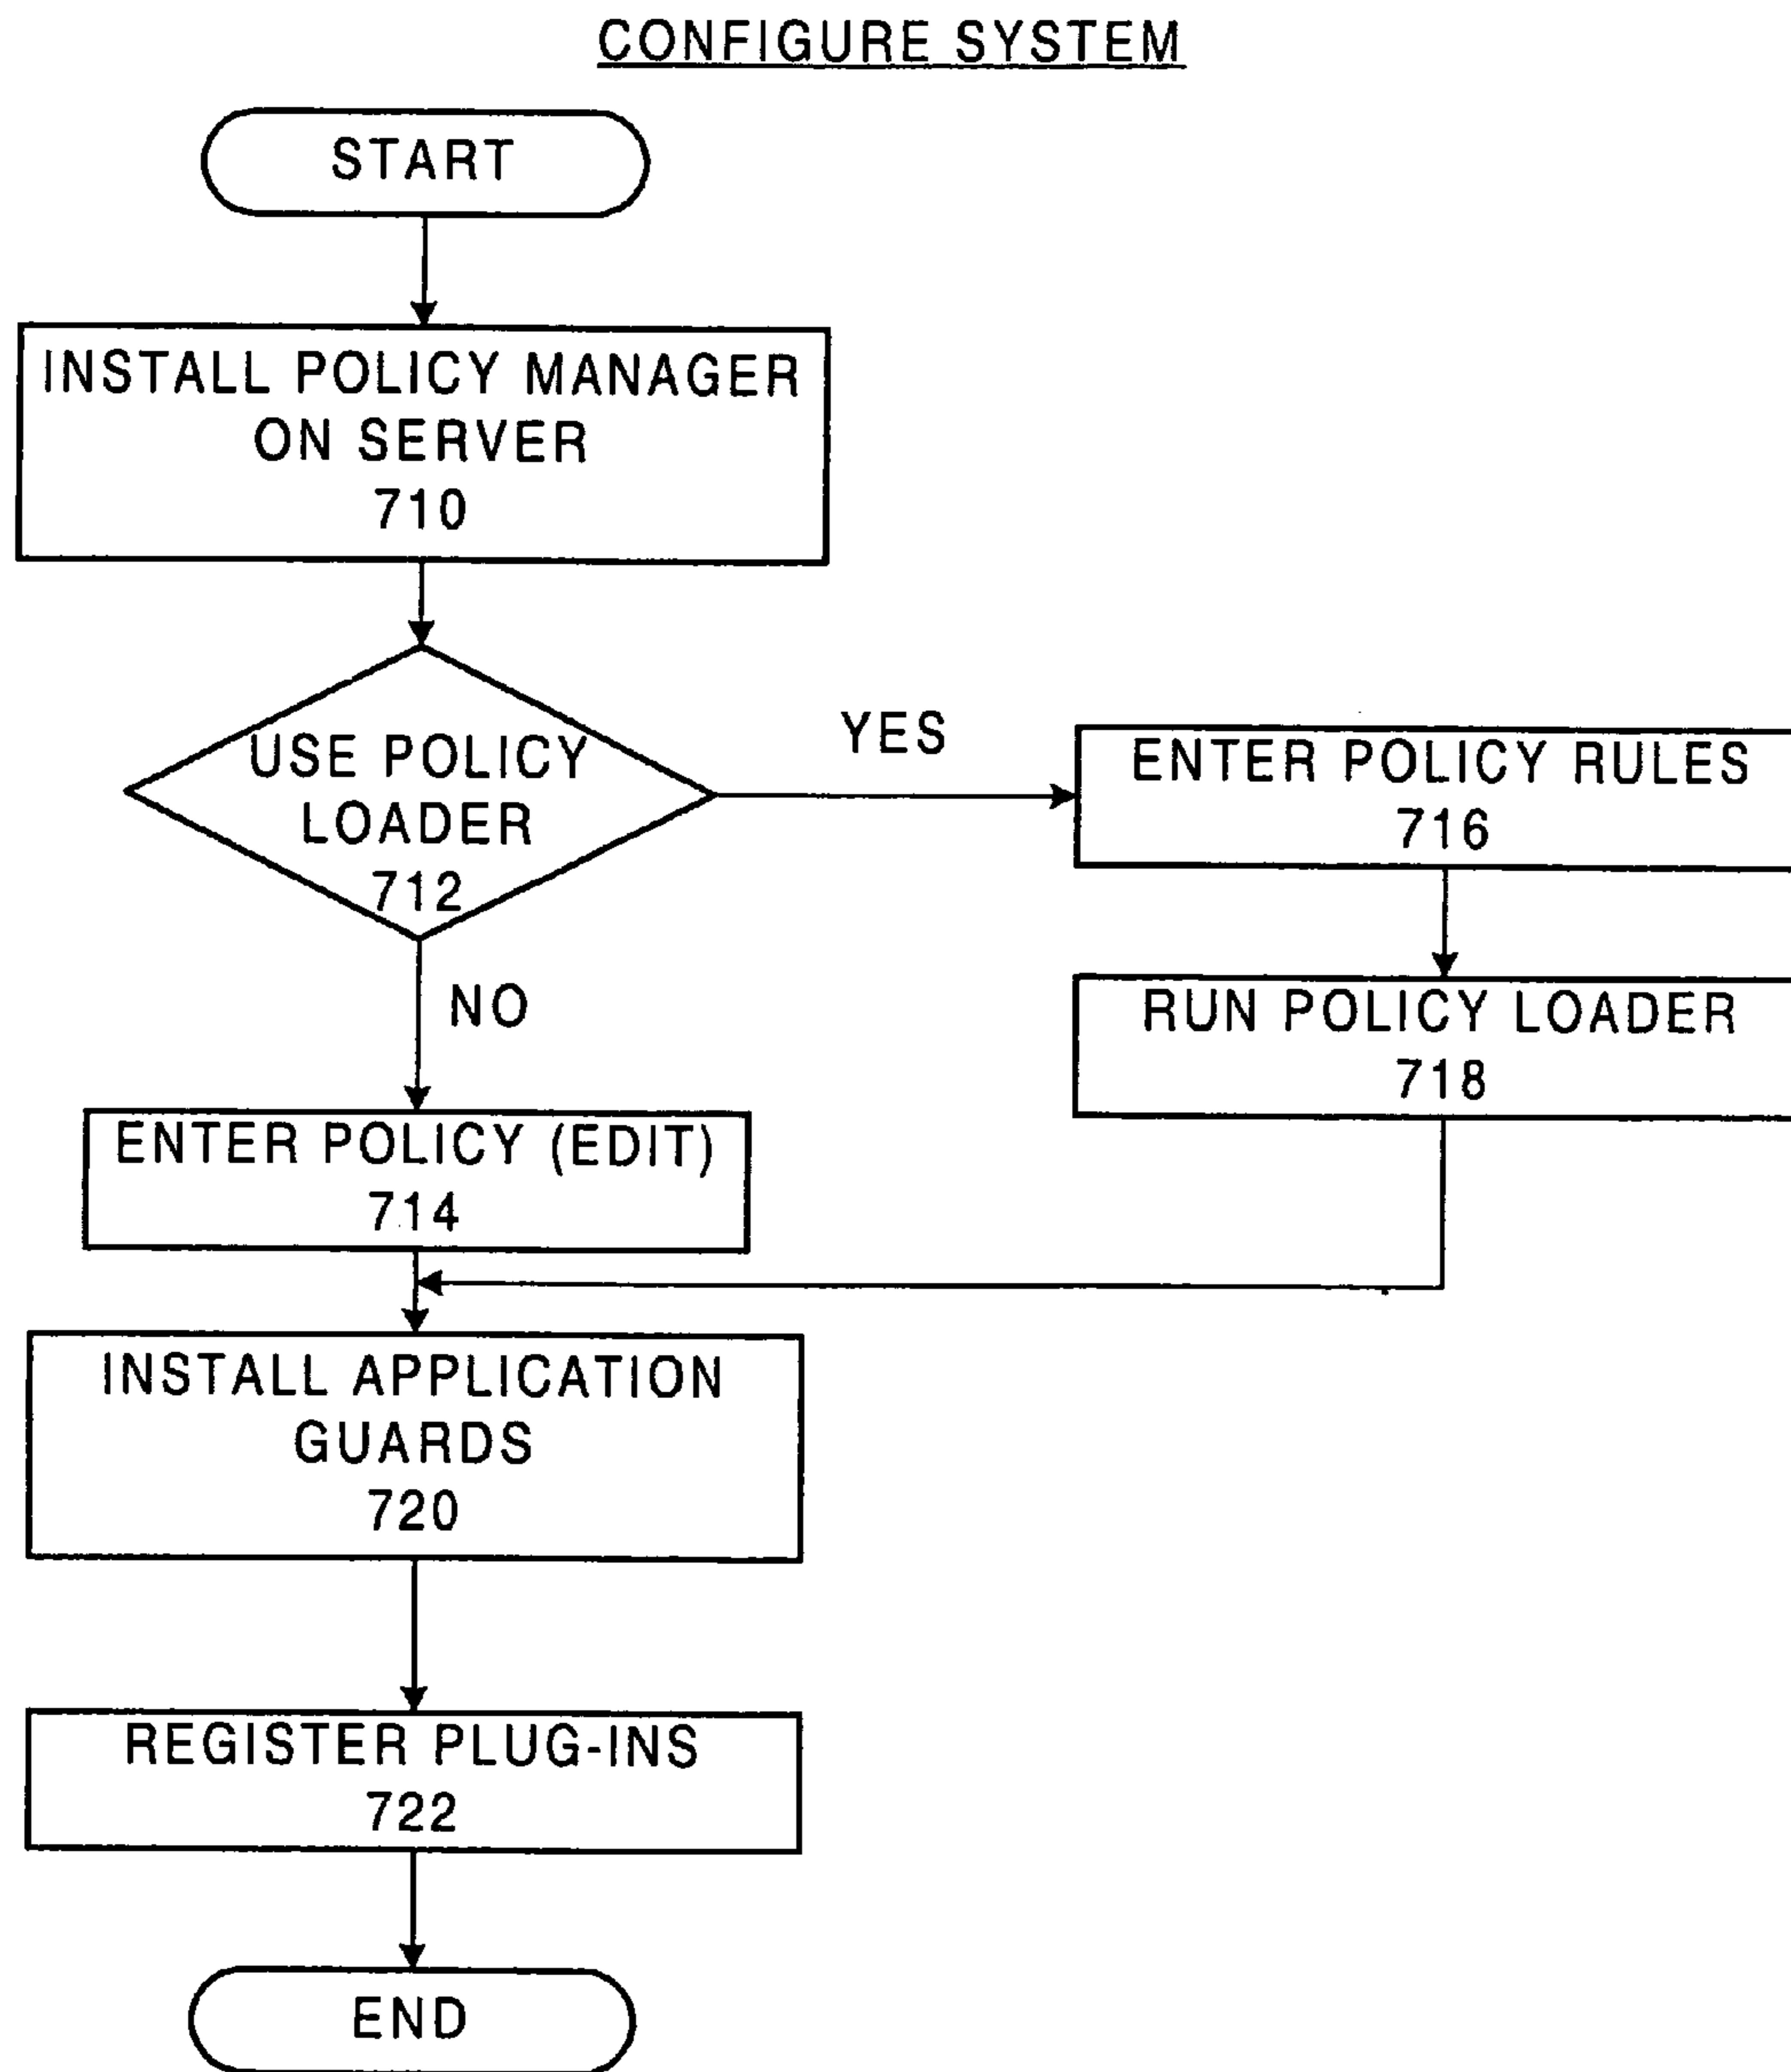 CONFIGURE SYSTEM
START
INSTALL POLICY MANAGER
ON SERVER
710
USE POLICY
LOADER
712
YES
ENTER POLICY RULES
716
RUN POLICY LOADER
718
NO
ENTER POLICY (EDIT)
714
INSTALL APPLICATION
GUARDS
720
REGISTER PLUG-INS
722
END